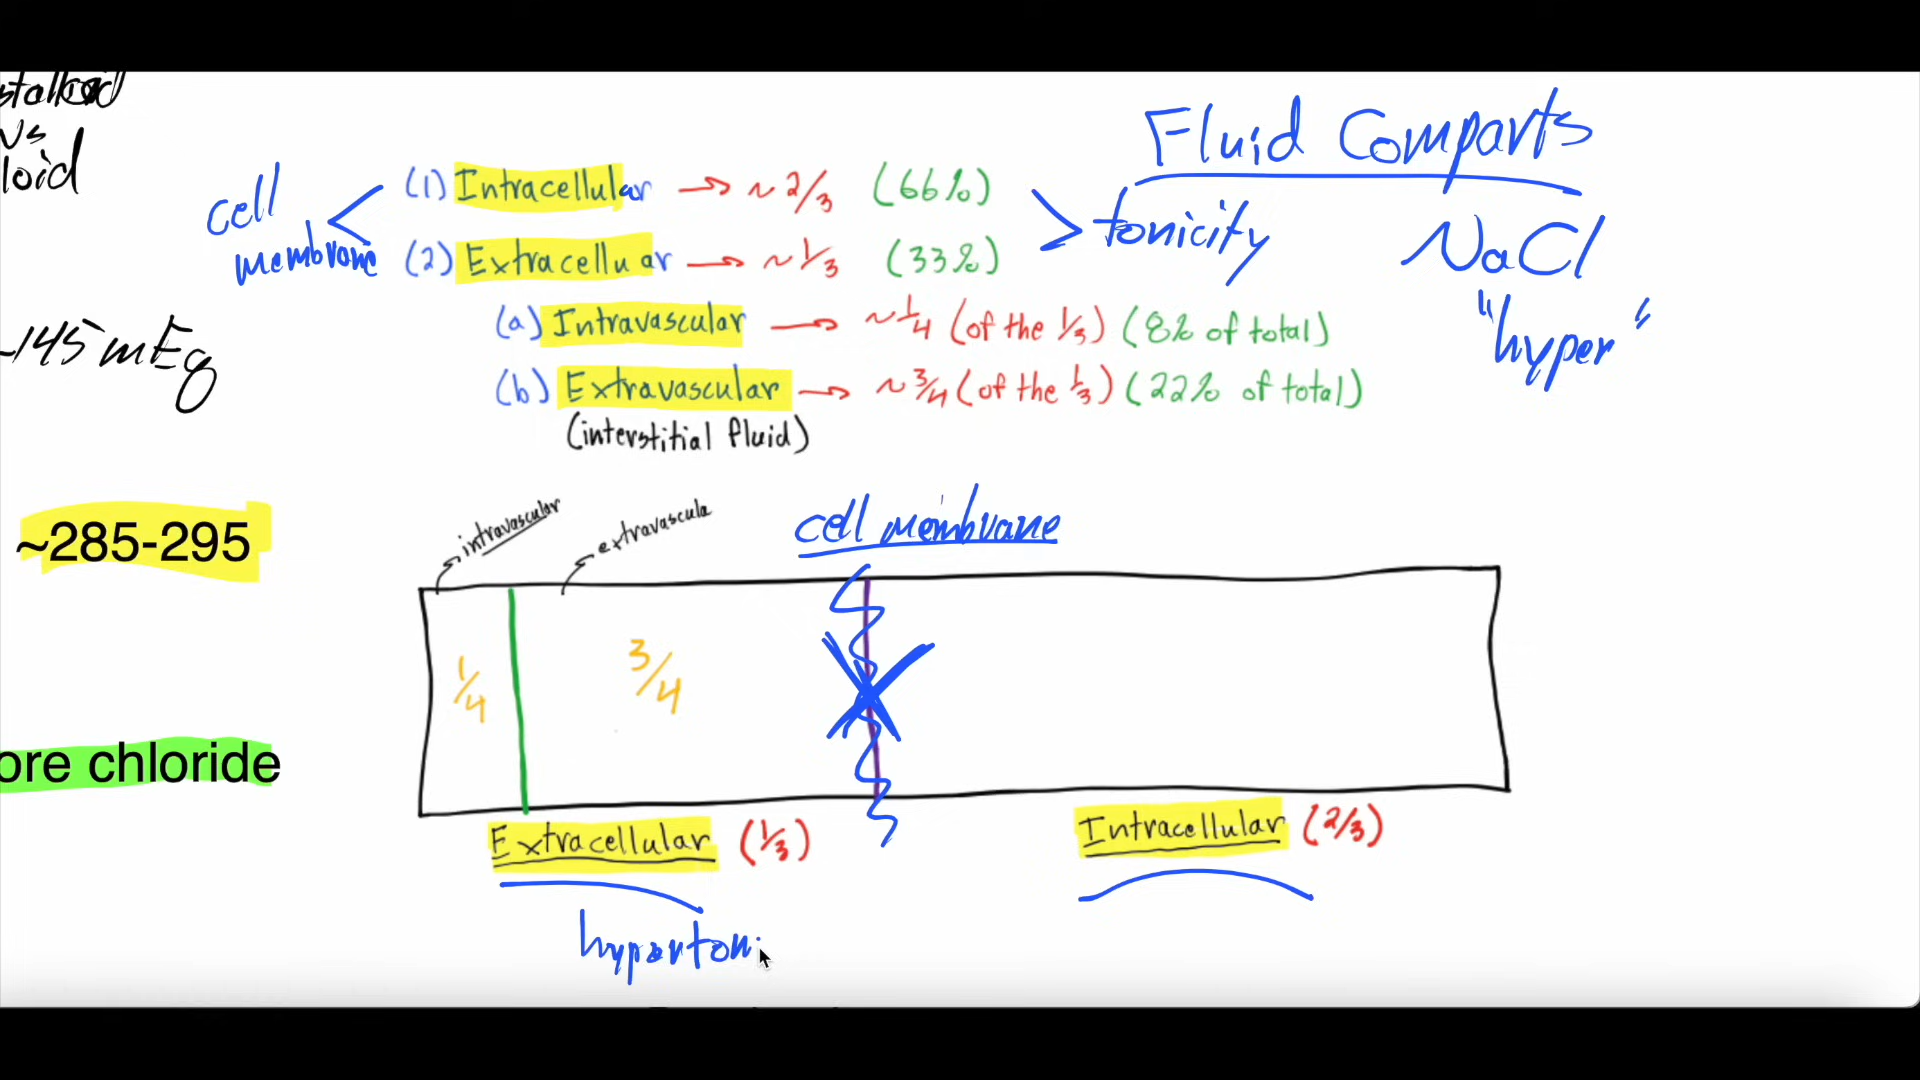 stalloid
vs
loid
Fluid Comparts
cell
membrane
(1) Intracellular → ~ 2/3 (66%)
(2) Extracellular → ~ 1/3 (33%)
tonicity
NaCl
"hyper"
(a) Intravascular → ~ 1/4 (of the 1/3) (8% of total)
(b) Extravascular → ~ 3/4 (of the 1/3) (22% of total)
(interstitial fluid)
-145 mEq
~285-295
intravascular
extravascula
cell membrane
1/4
3/4
ore chloride
Extracellular (1/3)
Intracellular (2/3)
hyperton